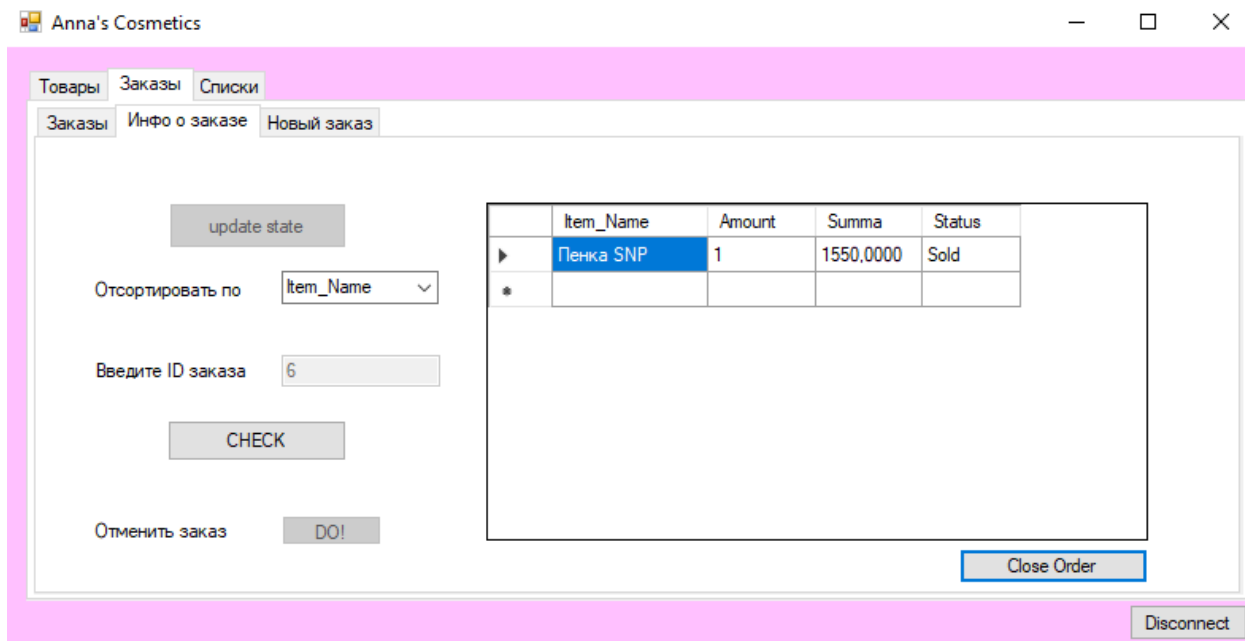 Anna's Cosmetics
Товары Заказы Списки
Заказы Инфо о заказе Новый заказ
update state
Отсортировать по Item_Name
Введите ID заказа 6
CHECK
Отменить заказ DO!
Item_Name Amount Summa Status
Пенка SNP 1 1550,0000 Sold
Close Order
Disconnect